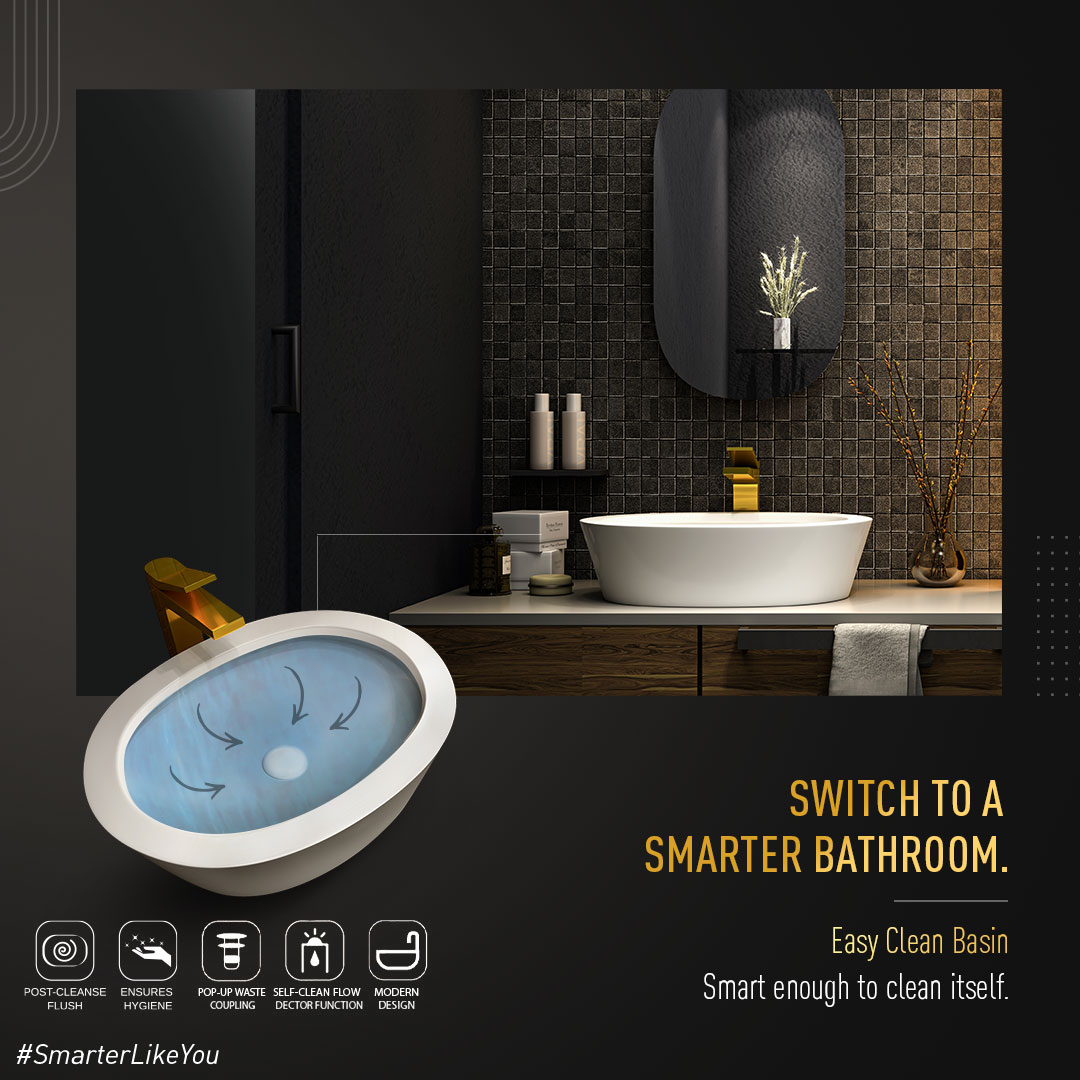 SWITCH TO A
SMARTER BATHROOM.
Easy Clean Basin
Smart enough to clean itself.
POST-CLEANSE
FLUSH
ENSURES
HYGIENE
POP-UP WASTE
COUPLING
SELF-CLEAN FLOW
DECTOR FUNCTION
MODERN
DESIGN
#SmarterLikeYou